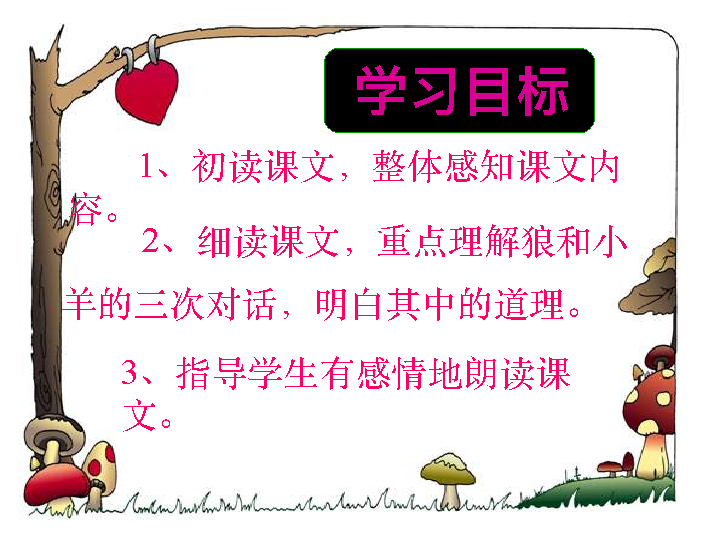 学习目标
1、初读课文，整体感知课文内
容。
2、细读课文，重点理解狼和小
羊的三次对话，明白其中的道理。
3、指导学生有感情地朗读课
文。